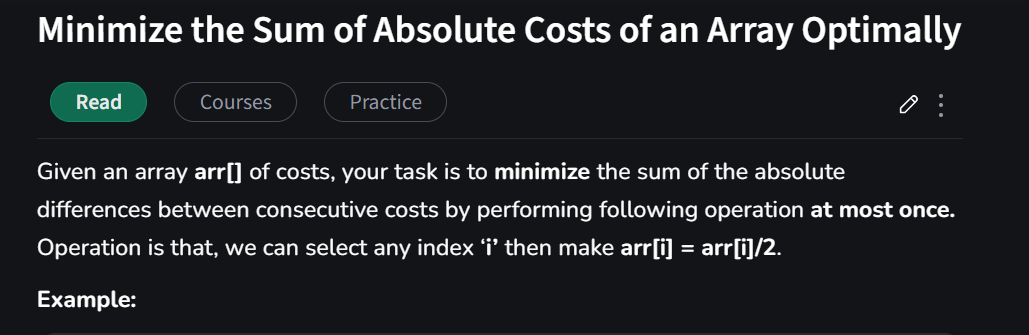 Minimize the Sum of Absolute Costs of an Array Optimally
Read
Courses
Practice
Given an array arr[] of costs, your task is to minimize the sum of the absolute
differences between consecutive costs by performing following operation at most once.
Operation is that, we can select any index ‘i’ then make arr[i] = arr[i]/2.
Example: